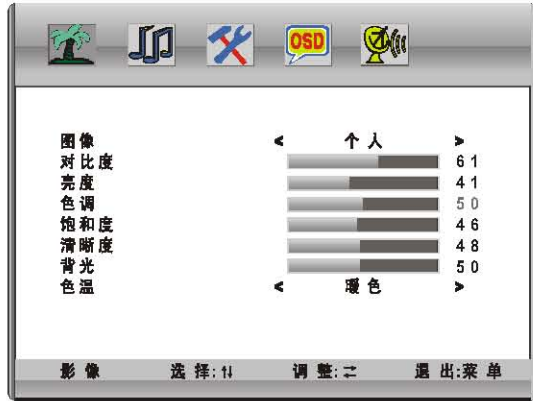 OSD
图像 < 个人 >
对比度 61
亮度 41
色调 50
饱和度 46
清晰度 48
背光 50
色温 < 暖色 >
影像 选择:⇅ 调整:⇄ 退出:菜单